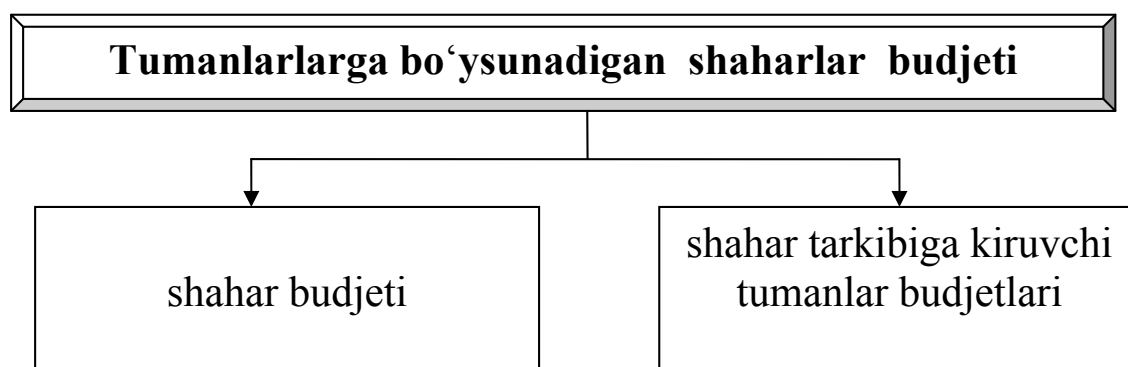 Tumanlarlarga bo‘ysunadigan shaharlar budjeti
shahar budjeti
shahar tarkibiga kiruvchi
tumanlar budjetlari